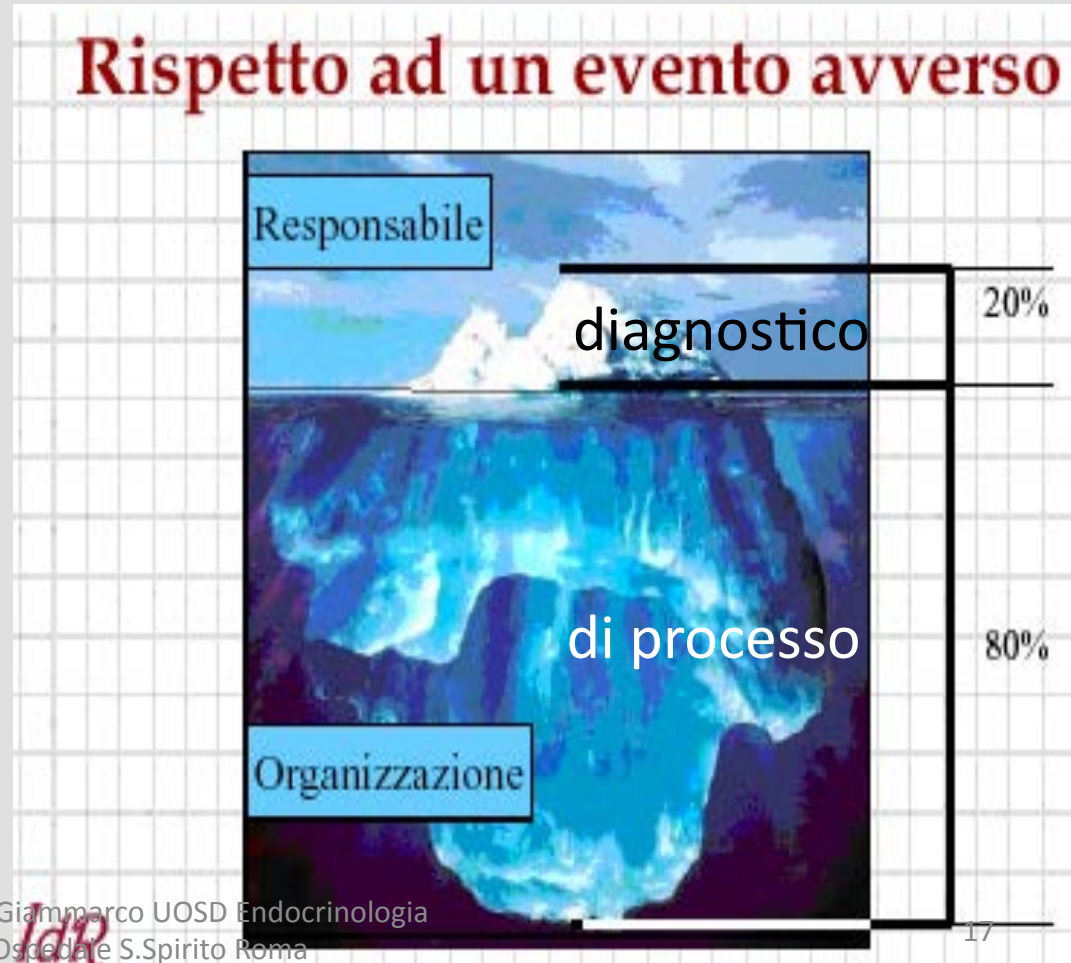 Rispetto ad un evento avverso
Responsabile
20%
diagnostico
di processo
80%
Organizzazione
Giammarco UOSD Endocrinologia
Ospedale S.Spirito Roma
17